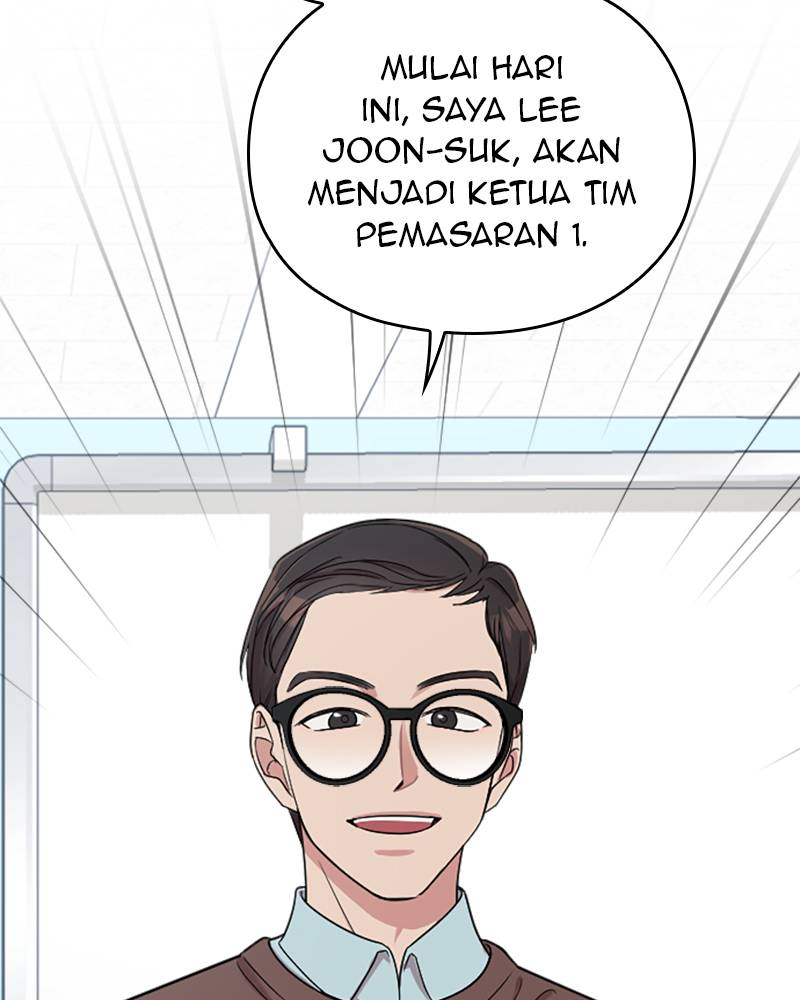 MULAI HARI
INI, SAYA LEE
JOON-SUK, AKAN
MENJADI KETUA TIM
PEMASARAN 1.